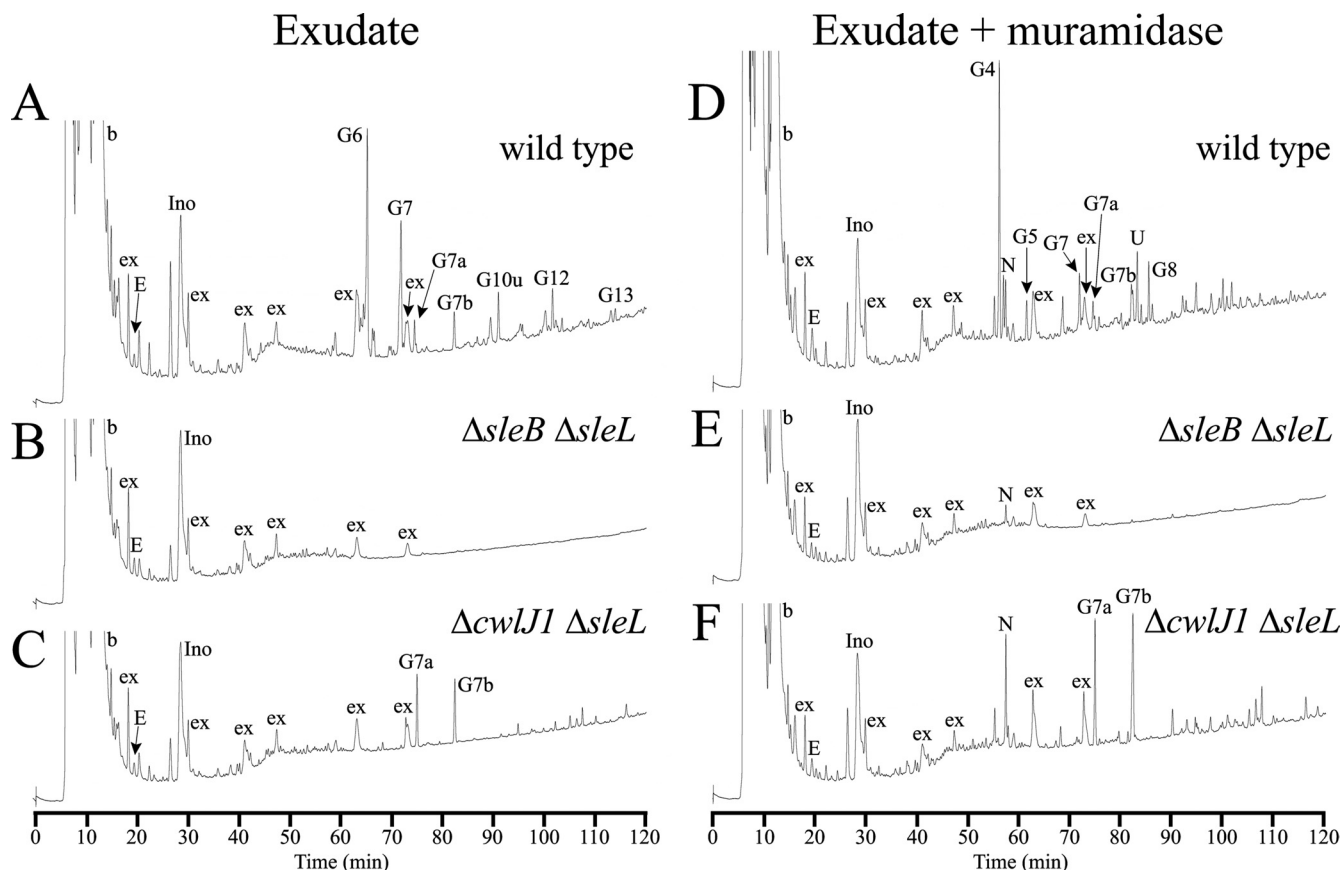 Exudate
Exudate + muramidase
A
wild type
b
ex
E
Ino
ex
ex
ex
ex
G6
G7
ex
G7a
G7b
G10u
G12
G13
B
ΔsleB ΔsleL
b
ex
E
Ino
ex
ex
ex
ex
ex
C
ΔcwlJ1 ΔsleL
b
ex
E
Ino
ex
ex
ex
ex
ex
G7a
G7b
0 10 20 30 40 50 60 70 80 90 100 110 120
Time (min)
D
wild type
b
ex
E
Ino
ex
ex
ex
G4
N
G5
ex
G7
ex
G7a
G7b
U
G8
E
ΔsleB ΔsleL
b
ex
E
Ino
ex
ex
ex
N
ex
ex
F
ΔcwlJ1 ΔsleL
b
ex
E
Ino
ex
ex
ex
N
ex
ex
G7a
G7b
0 10 20 30 40 50 60 70 80 90 100 110 120
Time (min)